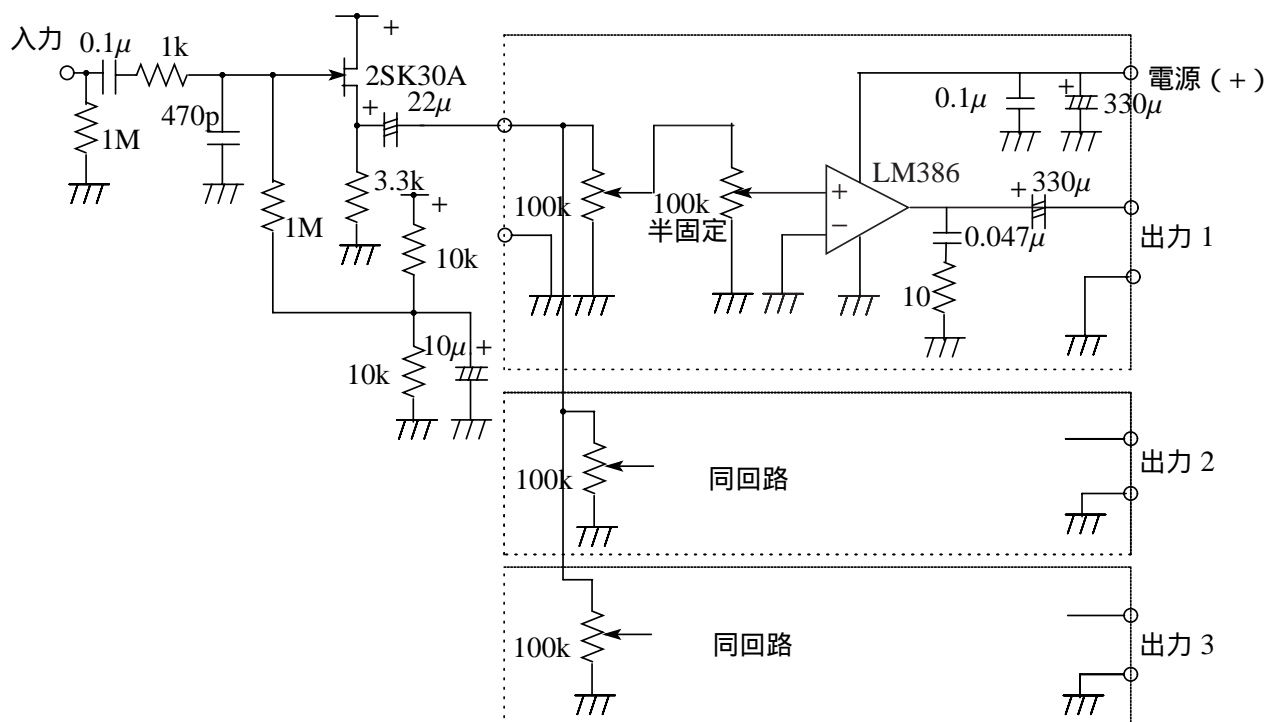 入力
0.1μ
1k
+
2SK30A
470p
1M
+
22μ
3.3k
+
1M
10k
10k
10μ
+
100k
100k
半固定
+
−
LM386
0.1μ
+
330μ
電源（+）
+
330μ
0.047μ
10
出力 1
100k
同回路
出力 2
100k
同回路
出力 3